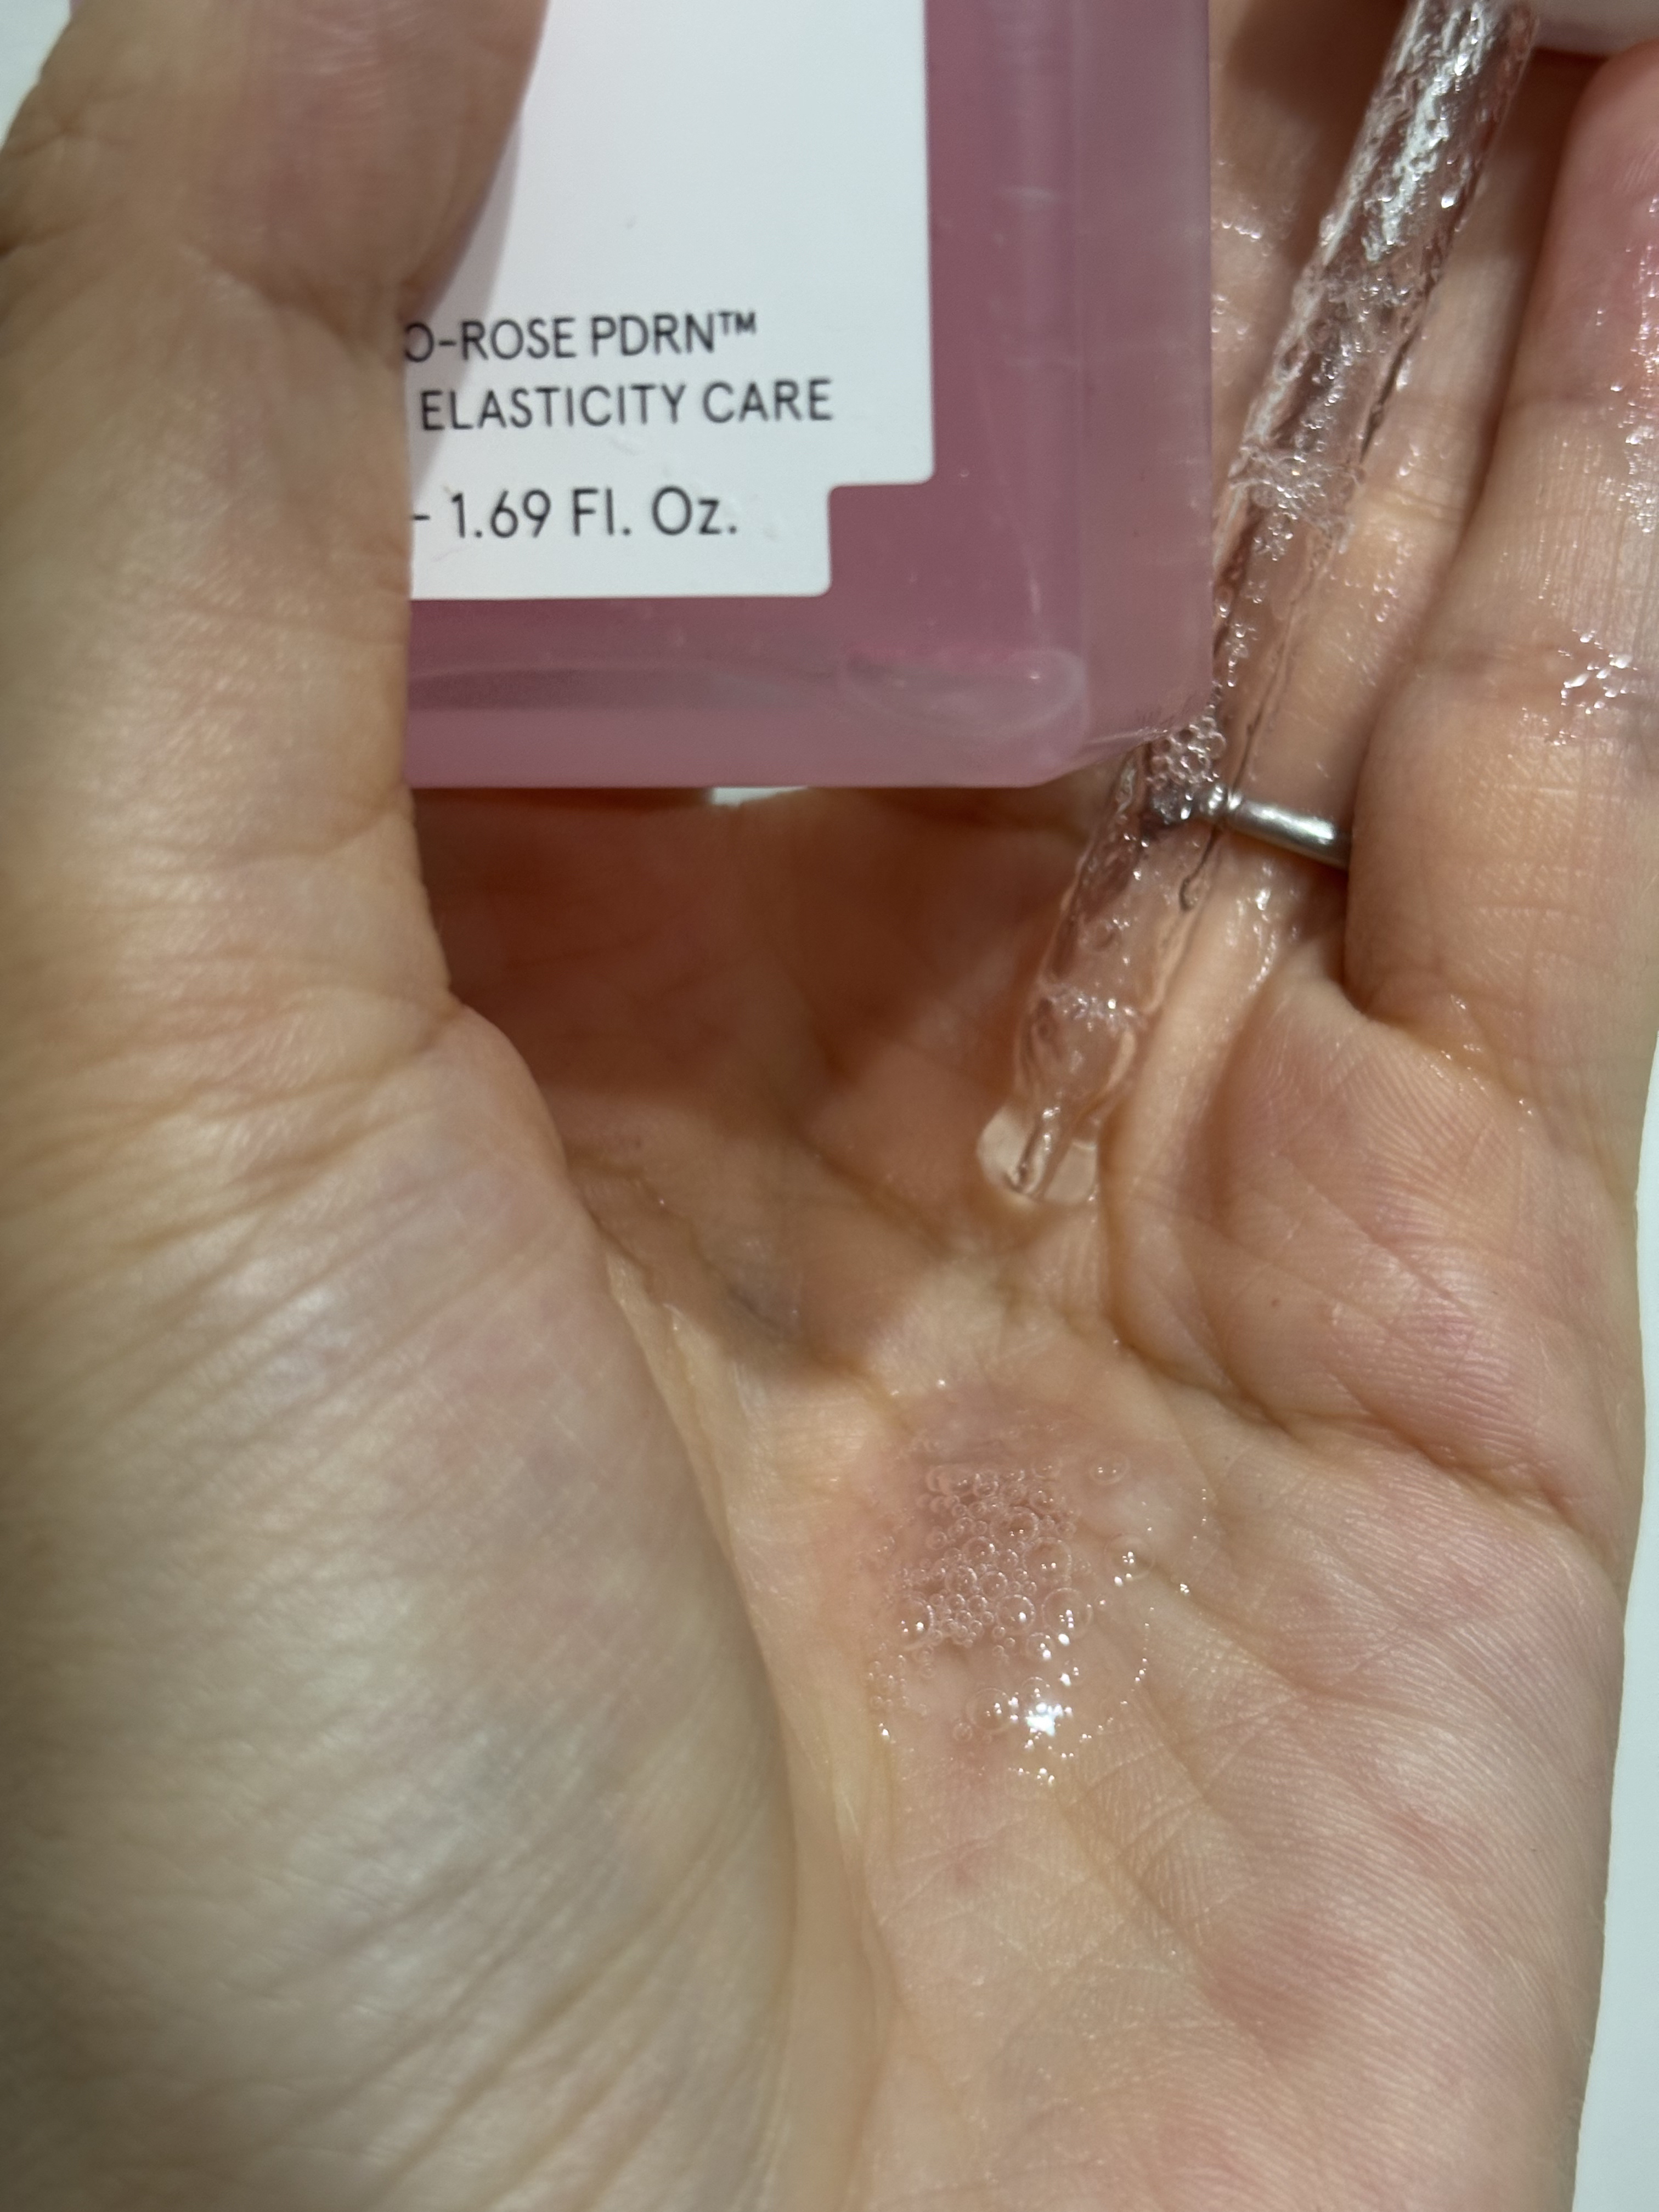 O-ROSE PDRN™
ELASTICITY CARE
- 1.69 Fl. Oz.